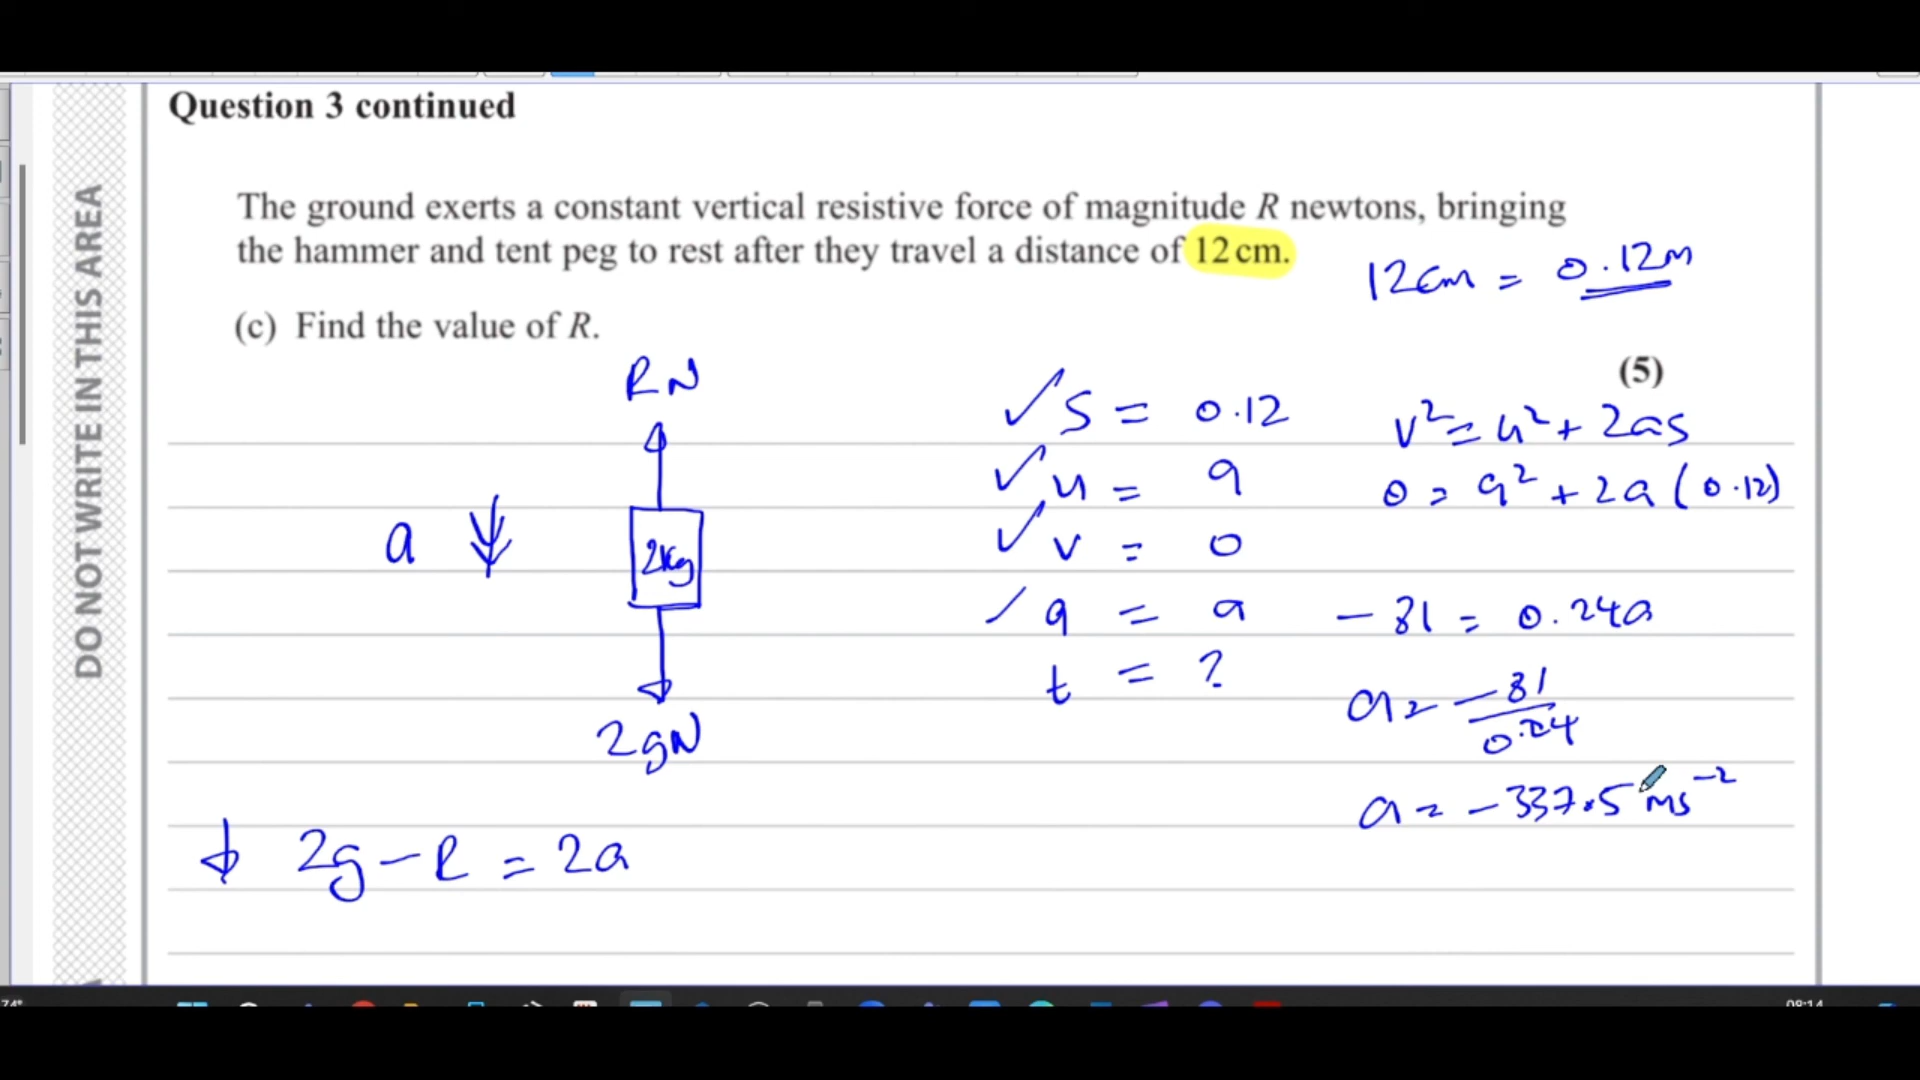 Question 3 continued
DO NOT WRITE IN THIS AREA
The ground exerts a constant vertical resistive force of magnitude R newtons, bringing
the hammer and tent peg to rest after they travel a distance of 12 cm.
12cm = 0.12m
(c) Find the value of R.
(5)
RN
a
2kg
2gN
↓ 2g - R = 2a
✓ s = 0.12
✓ u = 9
✓ v = 0
✓ a = a
t = ?
v² = u² + 2as
0 = 9² + 2a(0.12)
-81 = 0.24a
a = -81/0.24
a = -337.5 ms⁻²
74°
08:14